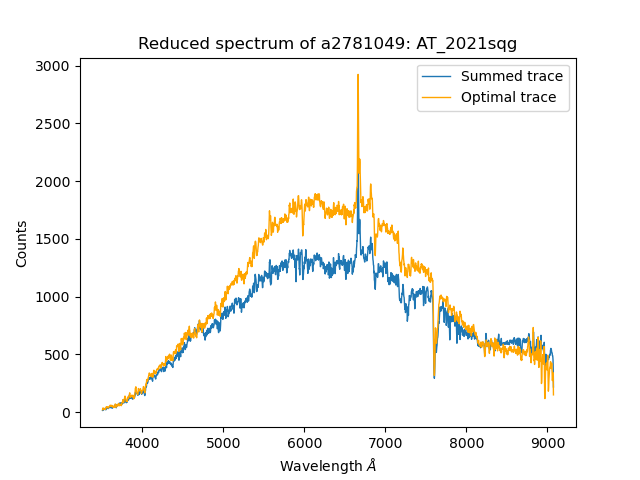 Reduced spectrum of a2781049: AT_2021sqg
Summed trace
Optimal trace
3000
2500
2000
1500
1000
500
0
Counts
4000 5000 6000 7000 8000 9000
Wavelength Å